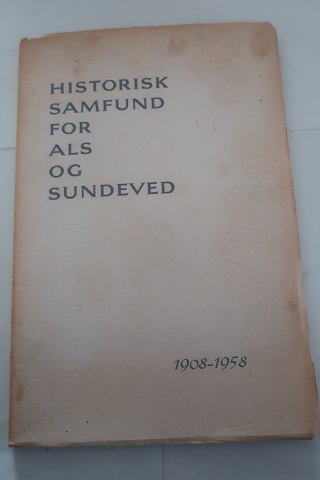 HISTORISK
SAMFUND
FOR
ALS
OG
SUNDEVED
1908-1958